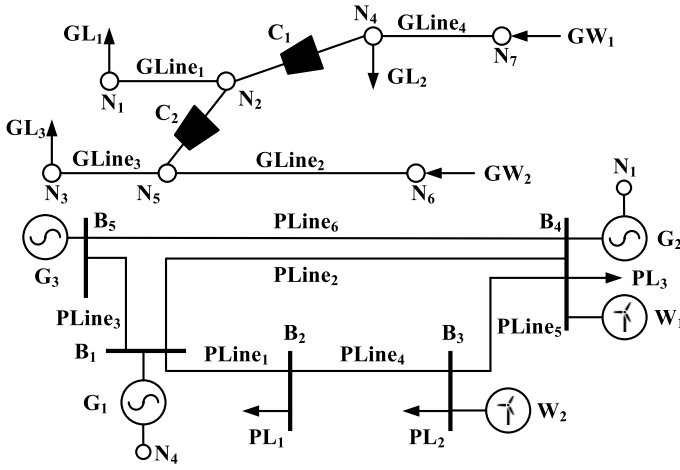 N₄
GL₁ C₁ GLine₄ GW₁
GLine₁ N₇
GL₂
N₁ C₂ N₂
GL₃
GLine₃ GLine₂ GW₂
N₃ N₅ N₆
N₁
B₅ PLine₆ B₄
G₂
G₃ PLine₂ PL₃
PLine₃ PLine₅ W₁
B₁ PLine₁ B₂ PLine₄ B₃
G₁ W₂
PL₁ PL₂
N₄